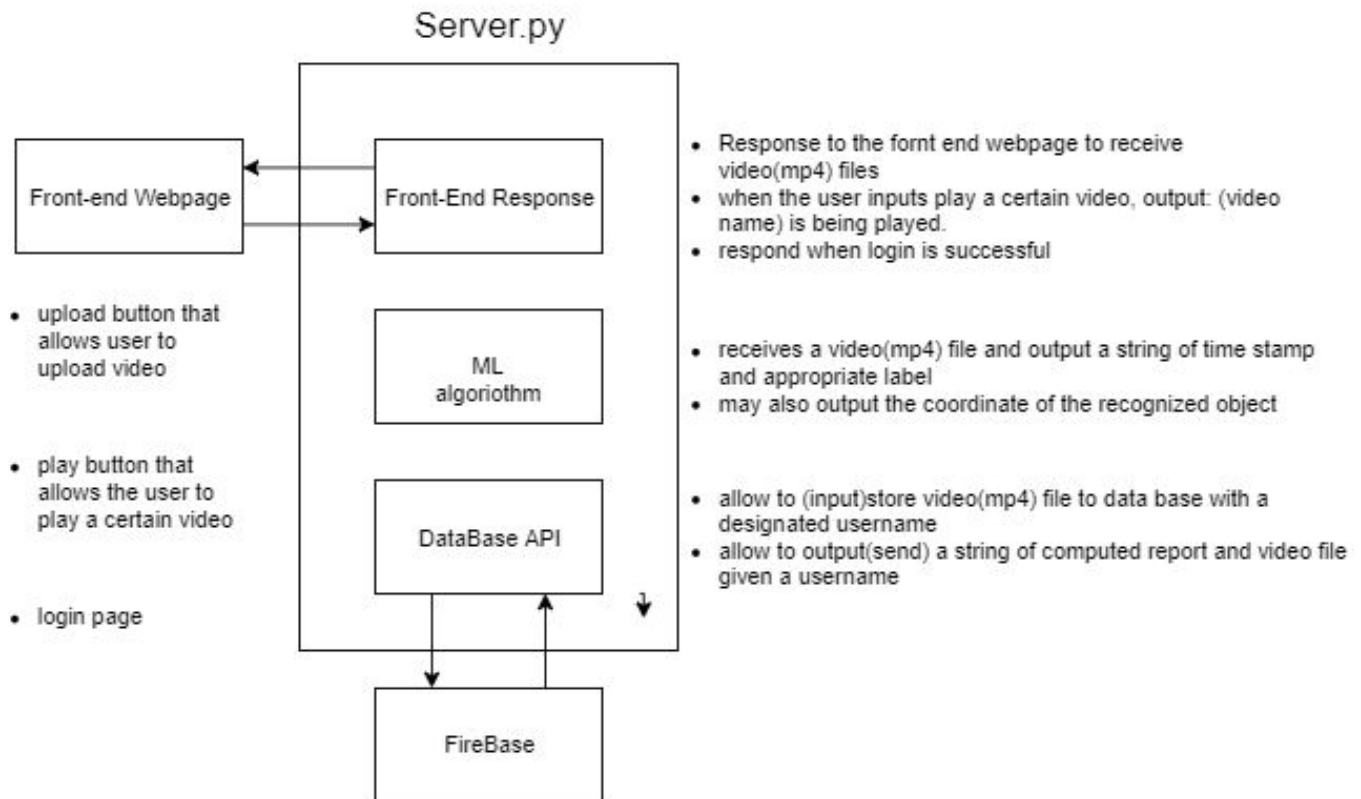 Server.py
Front-end Webpage
Front-End Response
• Response to the fornt end webpage to receive
video(mp4) files
• when the user inputs play a certain video, output: (video
name) is being played.
• respond when login is successful
• upload button that
allows user to
upload video
ML
algoriothm
• receives a video(mp4) file and output a string of time stamp
and appropriate label
• may also output the coordinate of the recognized object
• play button that
allows the user to
play a certain video
DataBase API
• allow to (input)store video(mp4) file to data base with a
designated username
• allow to output(send) a string of computed report and video file
given a username
• login page
FireBase